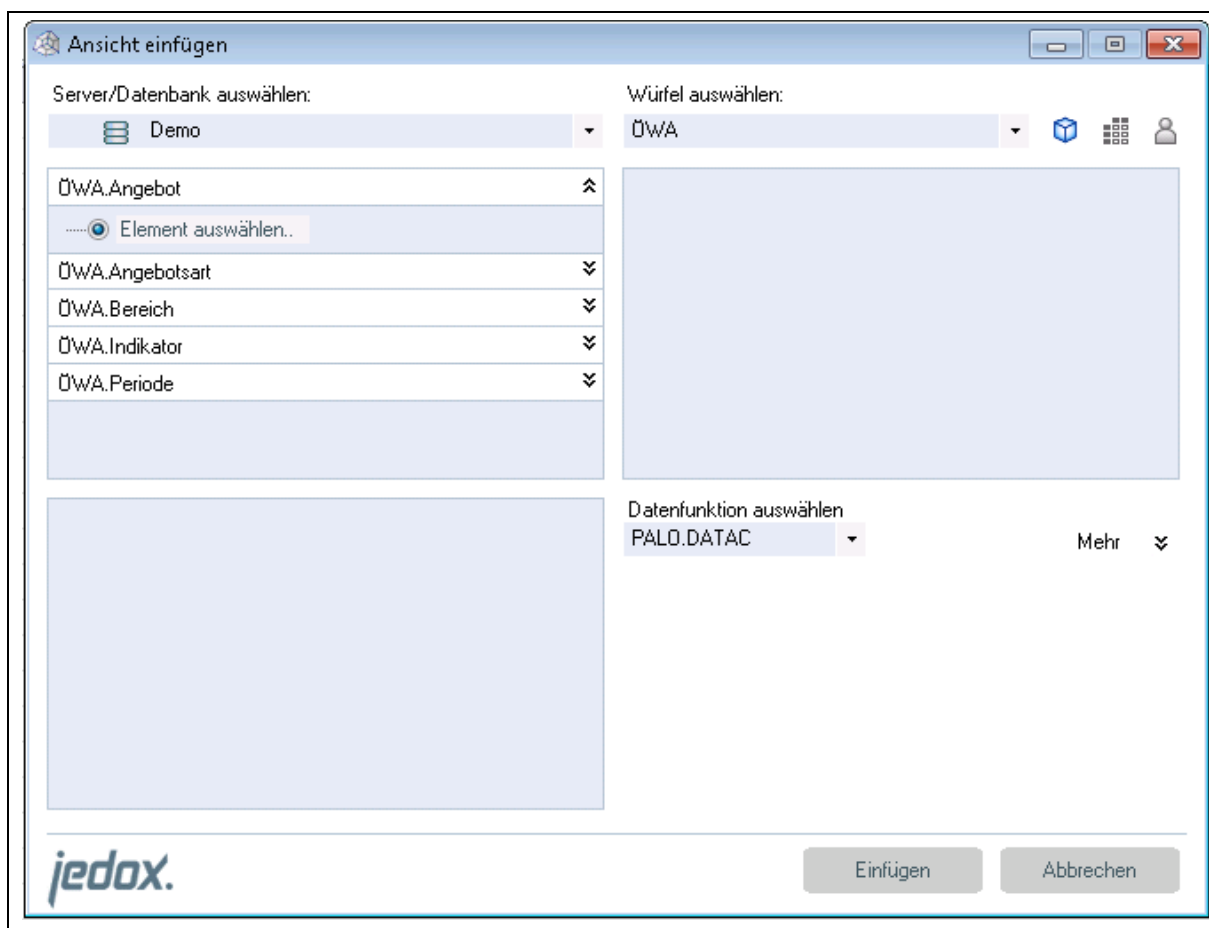 Ansicht einfügen
Server/Datenbank auswählen:
Würfel auswählen:
Demo
ÖWA
ÖWA.Angebot
Element auswählen..
ÖWA.Angebotsart
ÖWA.Bereich
ÖWA.Indikator
ÖWA.Periode
Datenfunktion auswählen
PALO.DATAC
Mehr
jedox.
Einfügen
Abbrechen